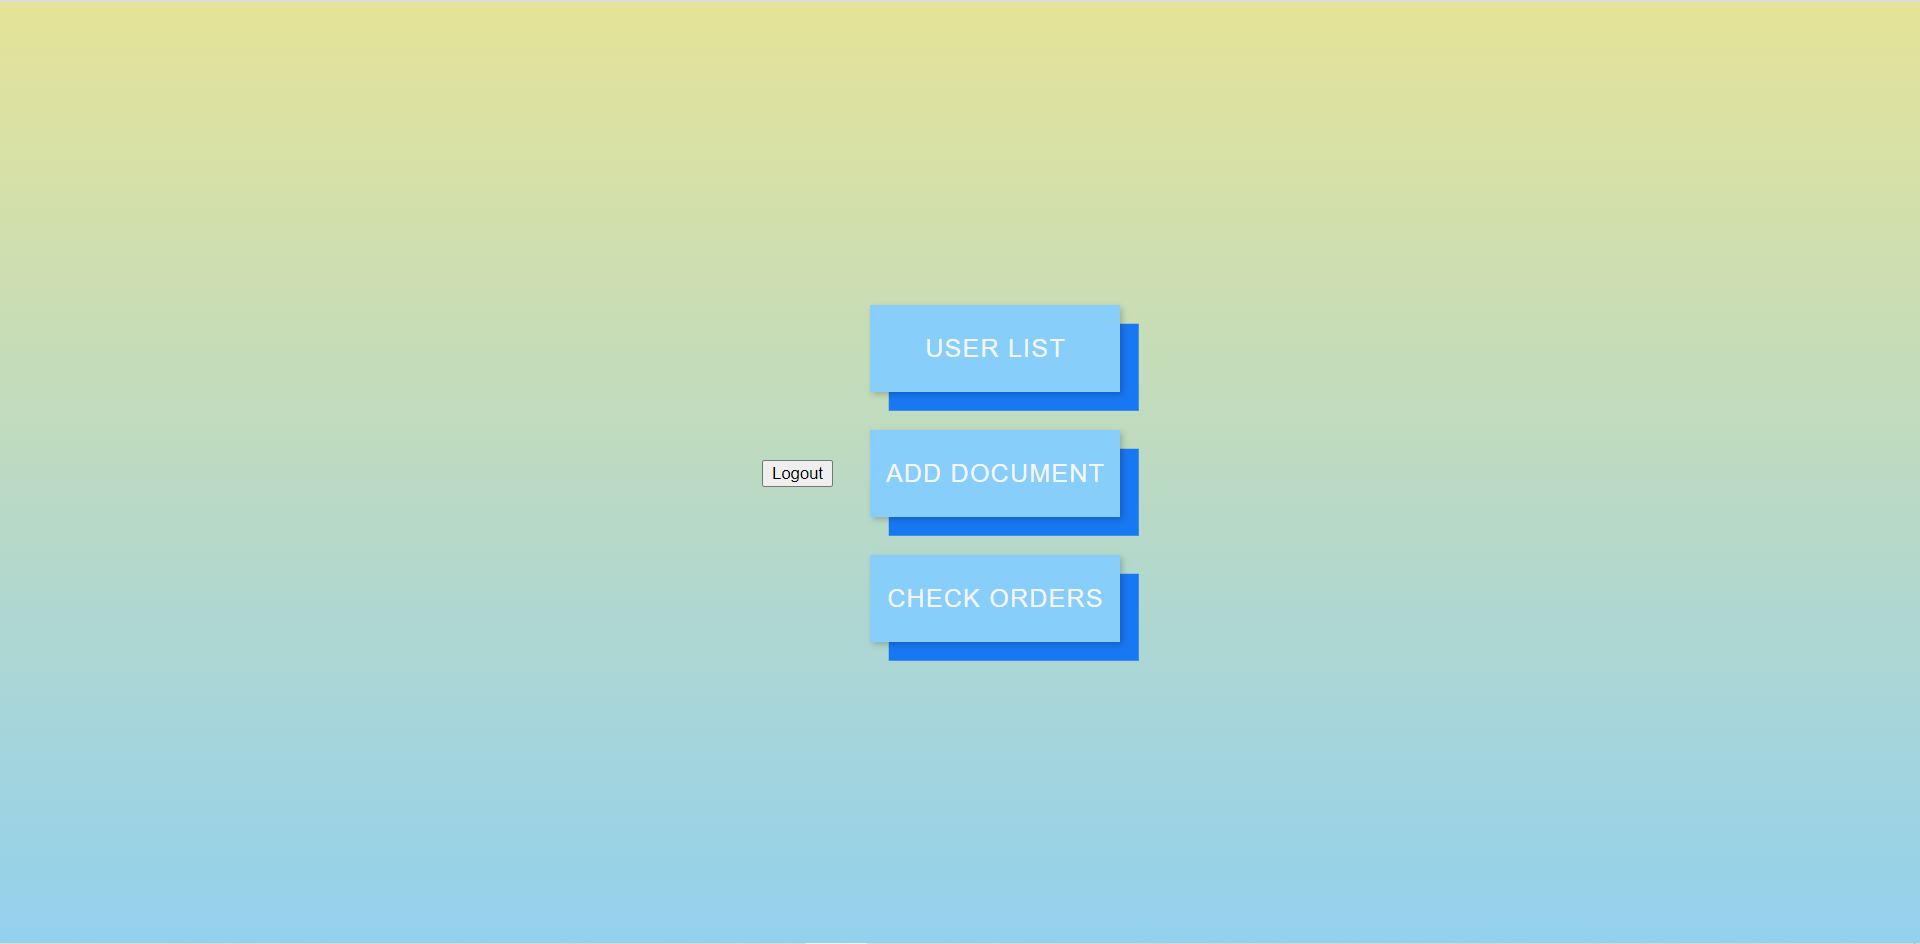 USER LIST
Logout
ADD DOCUMENT
CHECK ORDERS